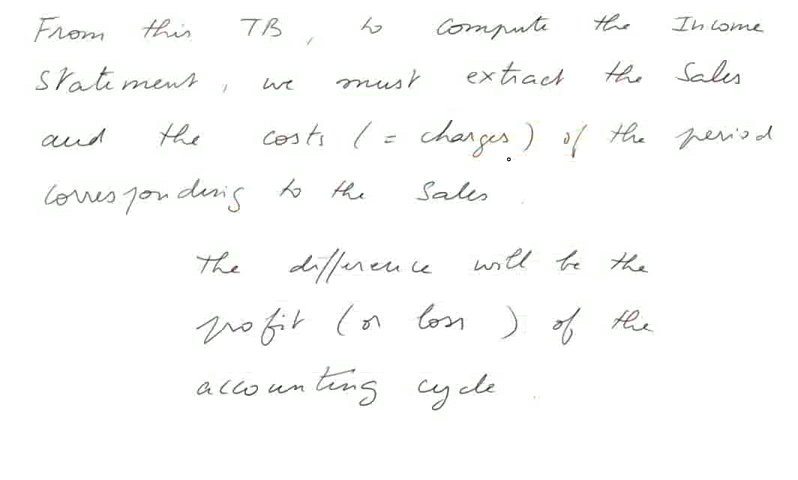 From this TB, to compute the Income
Statement, we must extract the Sales
and the costs (= charges) of the period
corresponding to the Sales.
The difference will be the
profit (or loss) of the
accounting cycle.